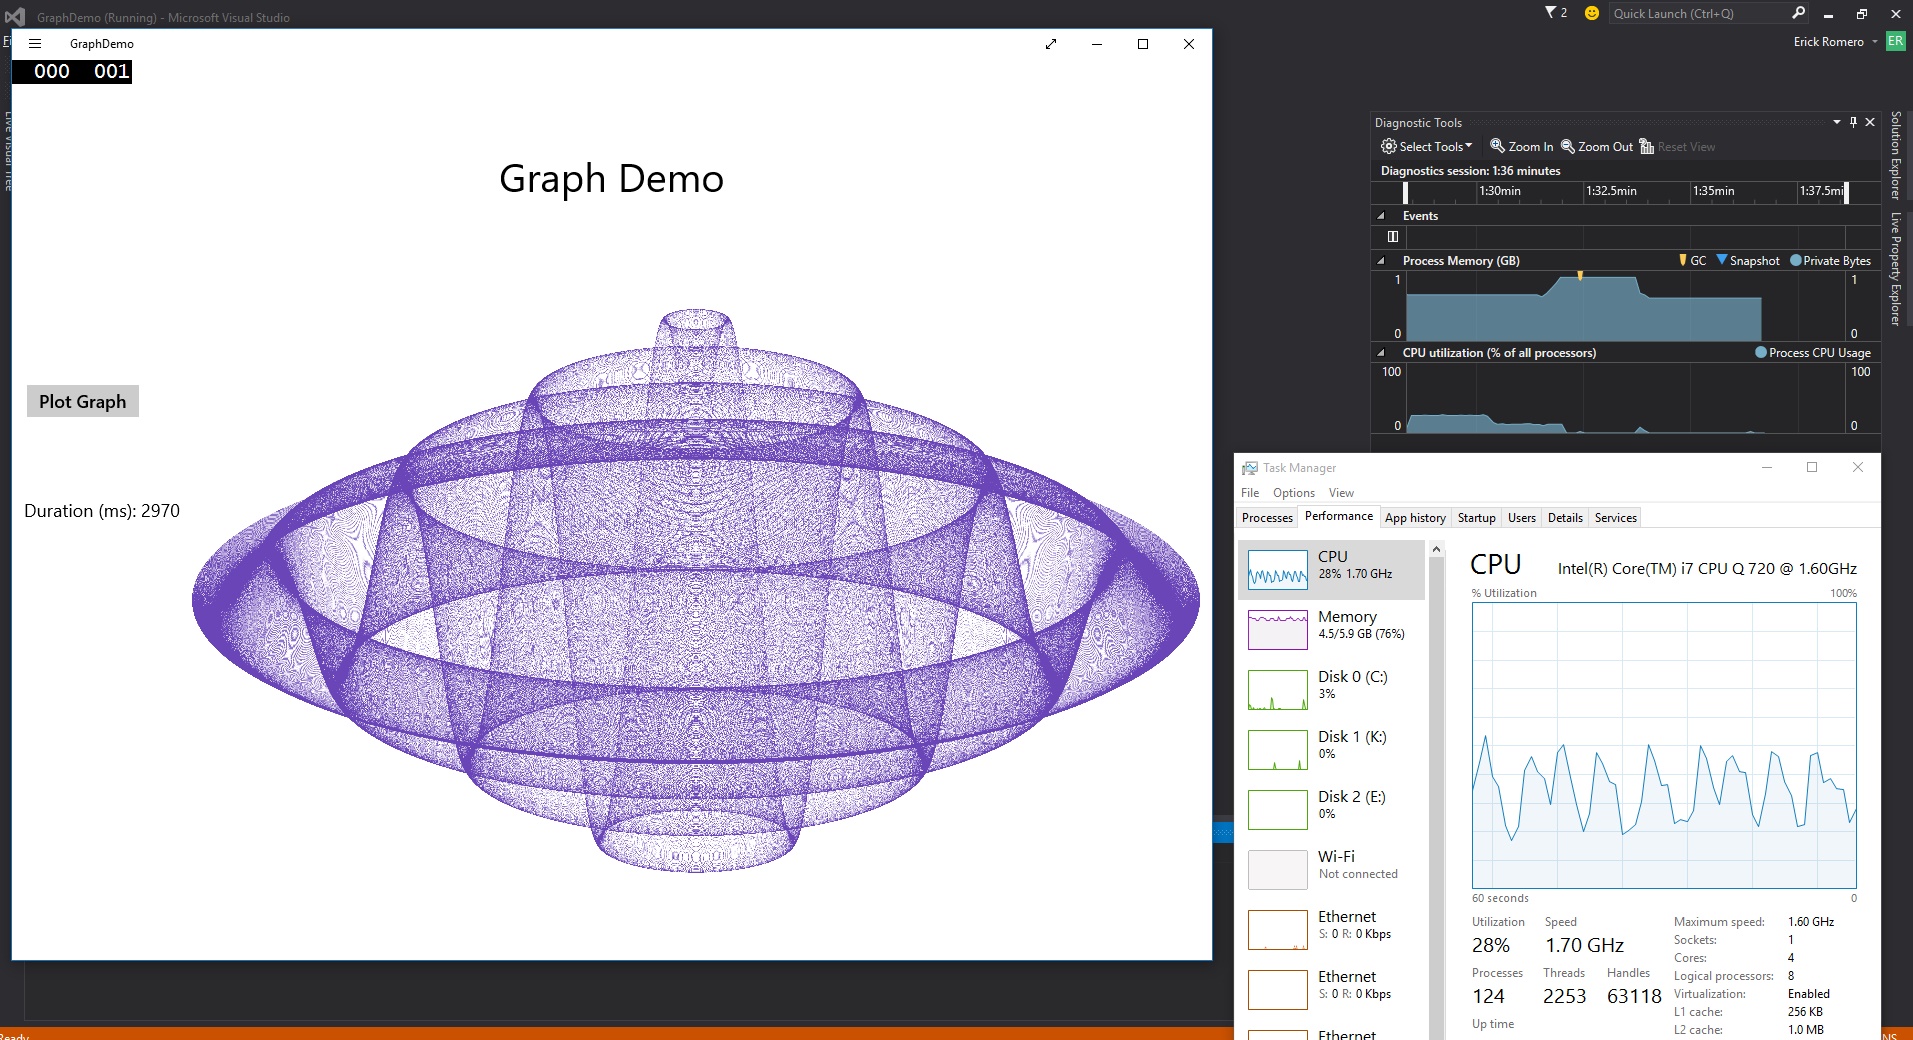 GraphDemo (Running) - Microsoft Visual Studio
2
Quick Launch (Ctrl+Q)
Erick Romero
ER
GraphDemo
000 001
Graph Demo
Plot Graph
Duration (ms): 2970
Live Visual Tree
Diagnostic Tools
Select Tools
Zoom In
Zoom Out
Reset View
Diagnostics session: 1:36 minutes
1:30min
1:32.5min
1:35min
1:37.5mi
Events
Process Memory (GB)
GC
Snapshot
Private Bytes
1
1
0
0
CPU utilization (% of all processors)
Process CPU Usage
100
100
0
0
Solution Explorer
Live Property Explorer
Task Manager
File Options View
Processes Performance App history Startup Users Details Services
CPU
28% 1.70 GHz
Memory
4.5/5.9 GB (76%)
Disk 0 (C:)
3%
Disk 1 (K:)
0%
Disk 2 (E:)
0%
Wi-Fi
Not connected
Ethernet
S: 0 R: 0 Kbps
Ethernet
S: 0 R: 0 Kbps
Ethernet
CPU
Intel(R) Core(TM) i7 CPU Q 720 @ 1.60GHz
% Utilization
100%
60 seconds
0
Utilization Speed
28% 1.70 GHz
Processes Threads Handles
124 2253 63118
Up time
Maximum speed: 1.60 GHz
Sockets: 1
Cores: 4
Logical processors: 8
Virtualization: Enabled
L1 cache: 256 KB
L2 cache: 1.0 MB
Ready